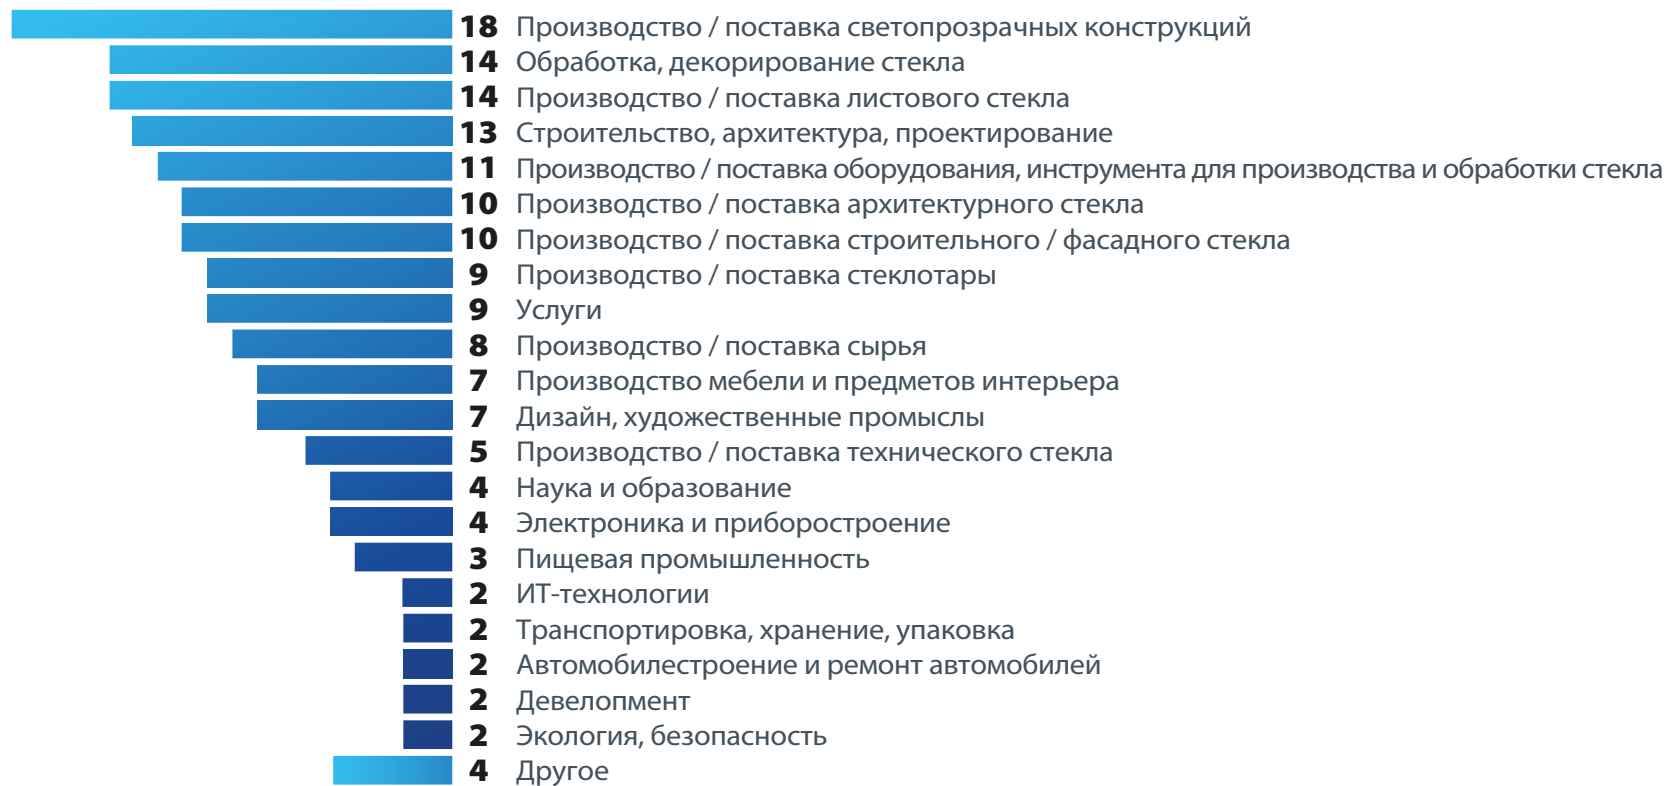 18 Производство / поставка светопрозрачных конструкций
14 Обработка, декорирование стекла
14 Производство / поставка листового стекла
13 Строительство, архитектура, проектирование
11 Производство / поставка оборудования, инструмента для производства и обработки стекла
10 Производство / поставка архитектурного стекла
10 Производство / поставка строительного / фасадного стекла
9 Производство / поставка стеклотары
9 Услуги
8 Производство / поставка сырья
7 Производство мебели и предметов интерьера
7 Дизайн, художественные промыслы
5 Производство / поставка технического стекла
4 Наука и образование
4 Электроника и приборостроение
3 Пищевая промышленность
2 ИТ-технологии
2 Транспортировка, хранение, упаковка
2 Автомобилестроение и ремонт автомобилей
2 Девелопмент
2 Экология, безопасность
4 Другое